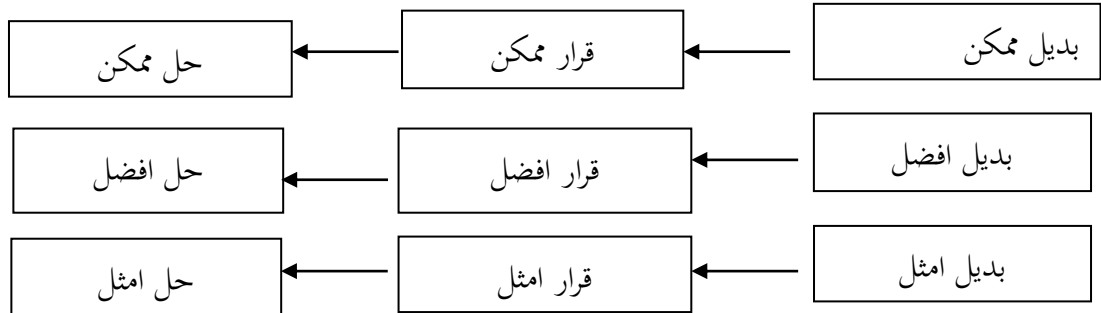 بديل ممكن
قرار ممكن
حل ممكن
بديل افضل
قرار افضل
حل افضل
بديل امثل
قرار امثل
حل امثل